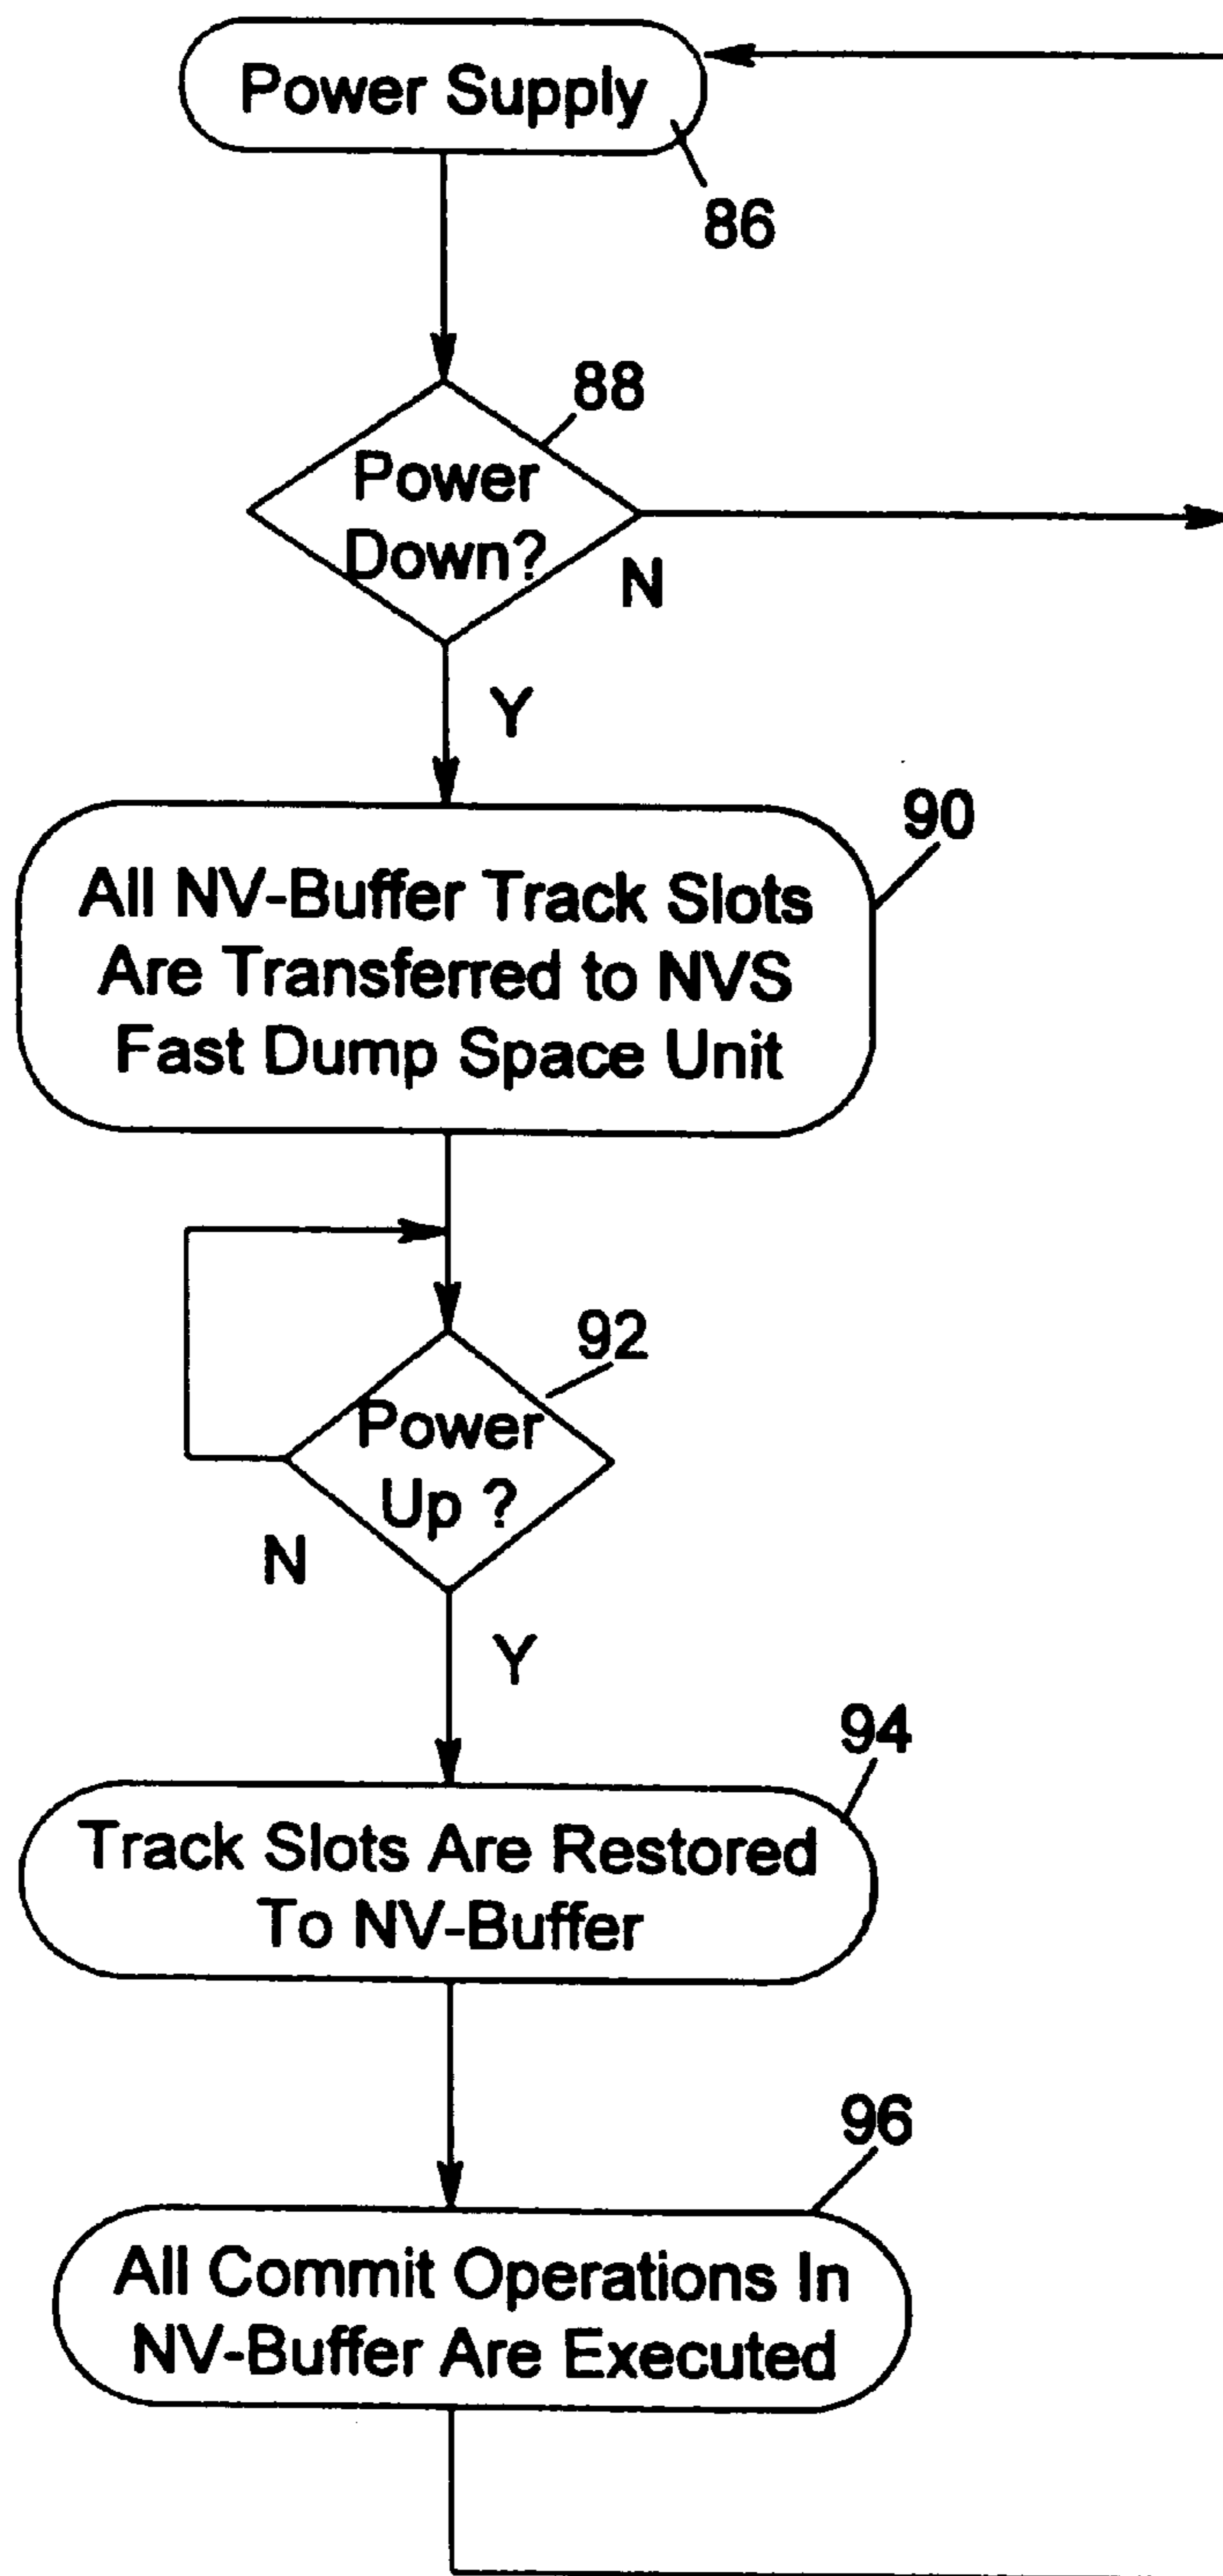 Power Supply
86
88
Power
Down?
N
Y
90
All NV-Buffer Track Slots
Are Transferred to NVS
Fast Dump Space Unit
92
Power
Up ?
N
Y
94
Track Slots Are Restored
To NV-Buffer
96
All Commit Operations In
NV-Buffer Are Executed